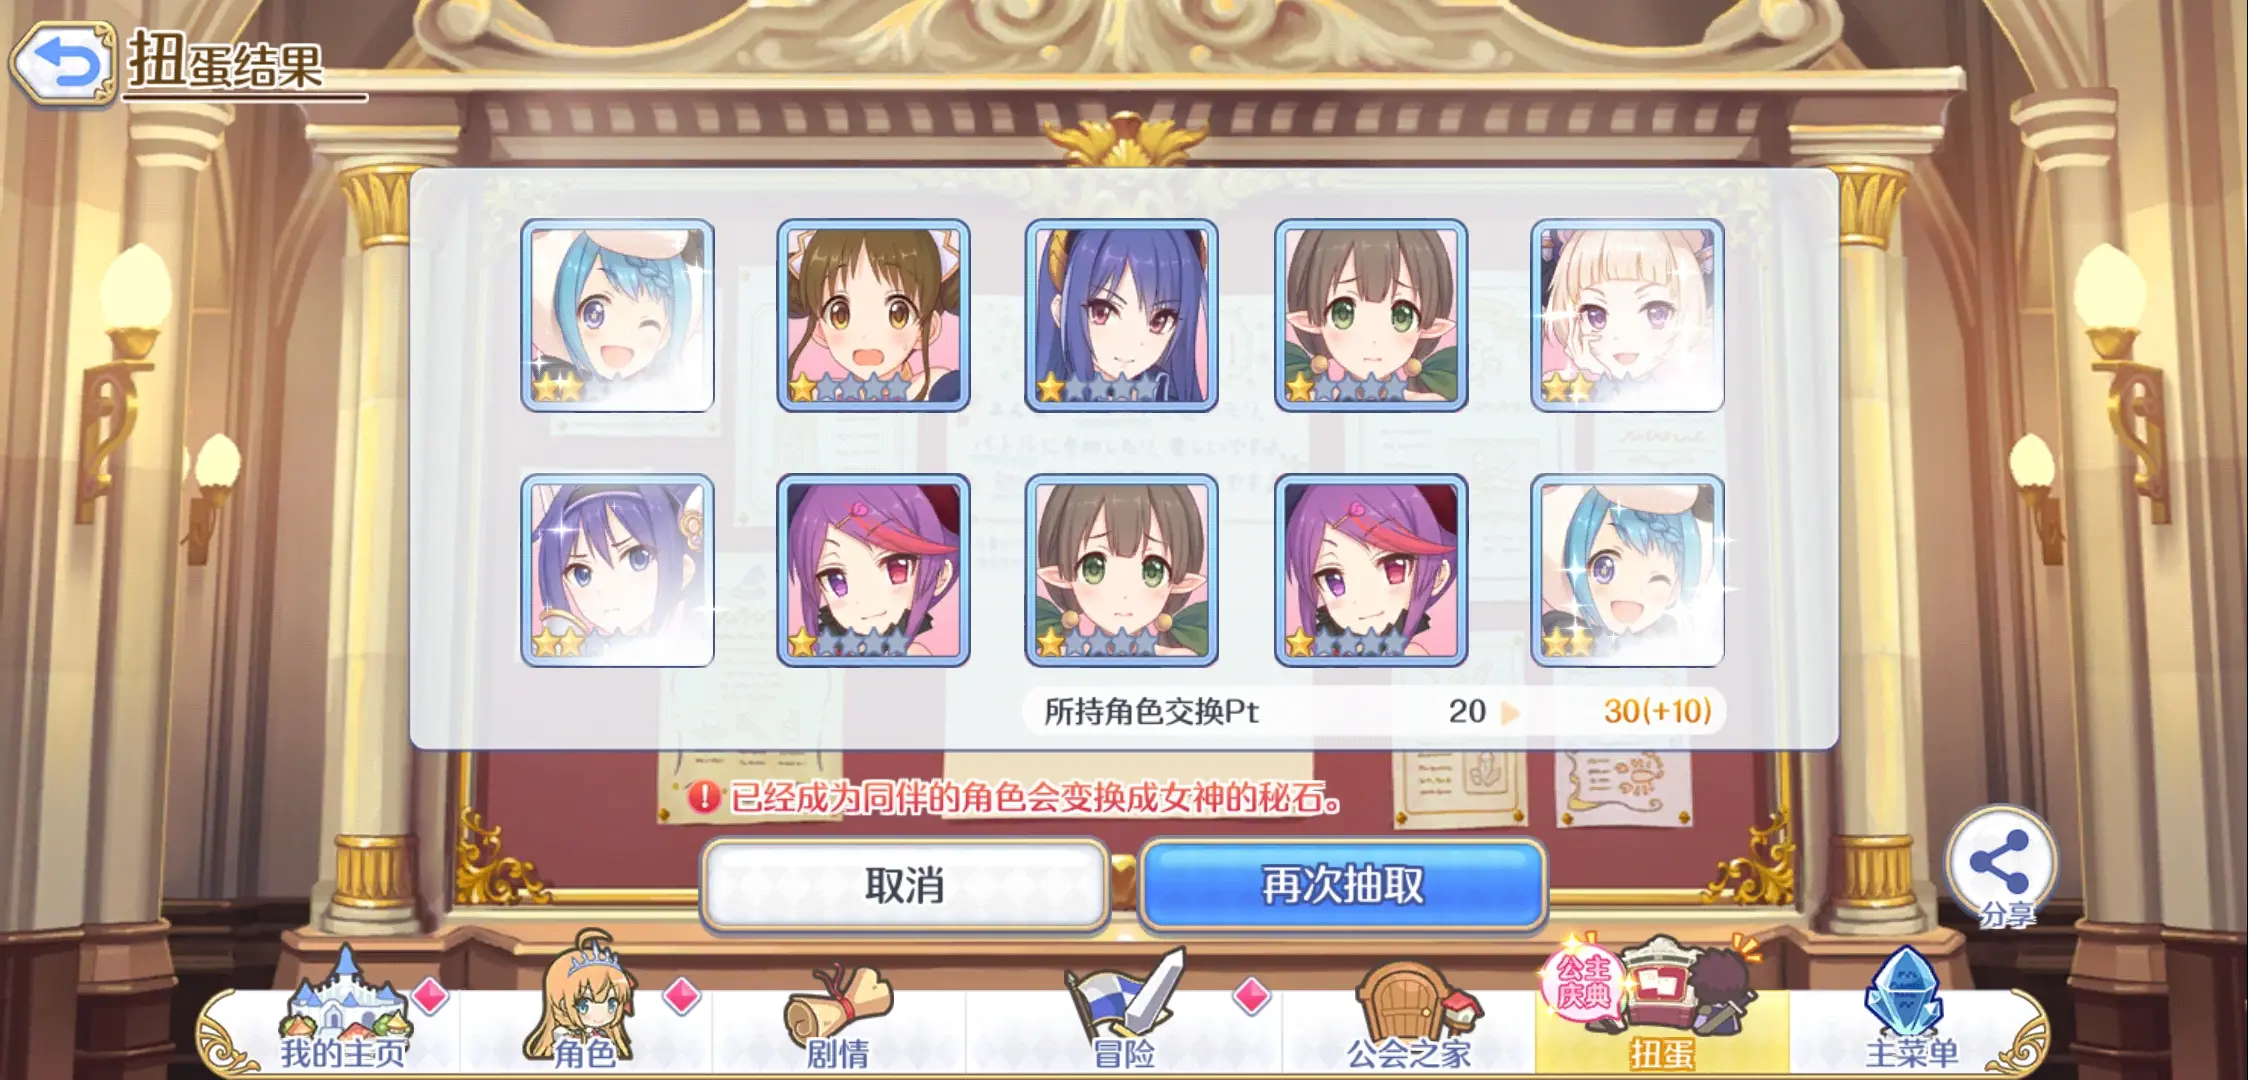 扭蛋结果
所持角色交换Pt 20 30(+10)
已经成为同伴的角色会变换成女神的秘石。
取消
再次抽取
分享
公主
庆典
我的主页
角色
剧情
冒险
公会之家
扭蛋
主菜单